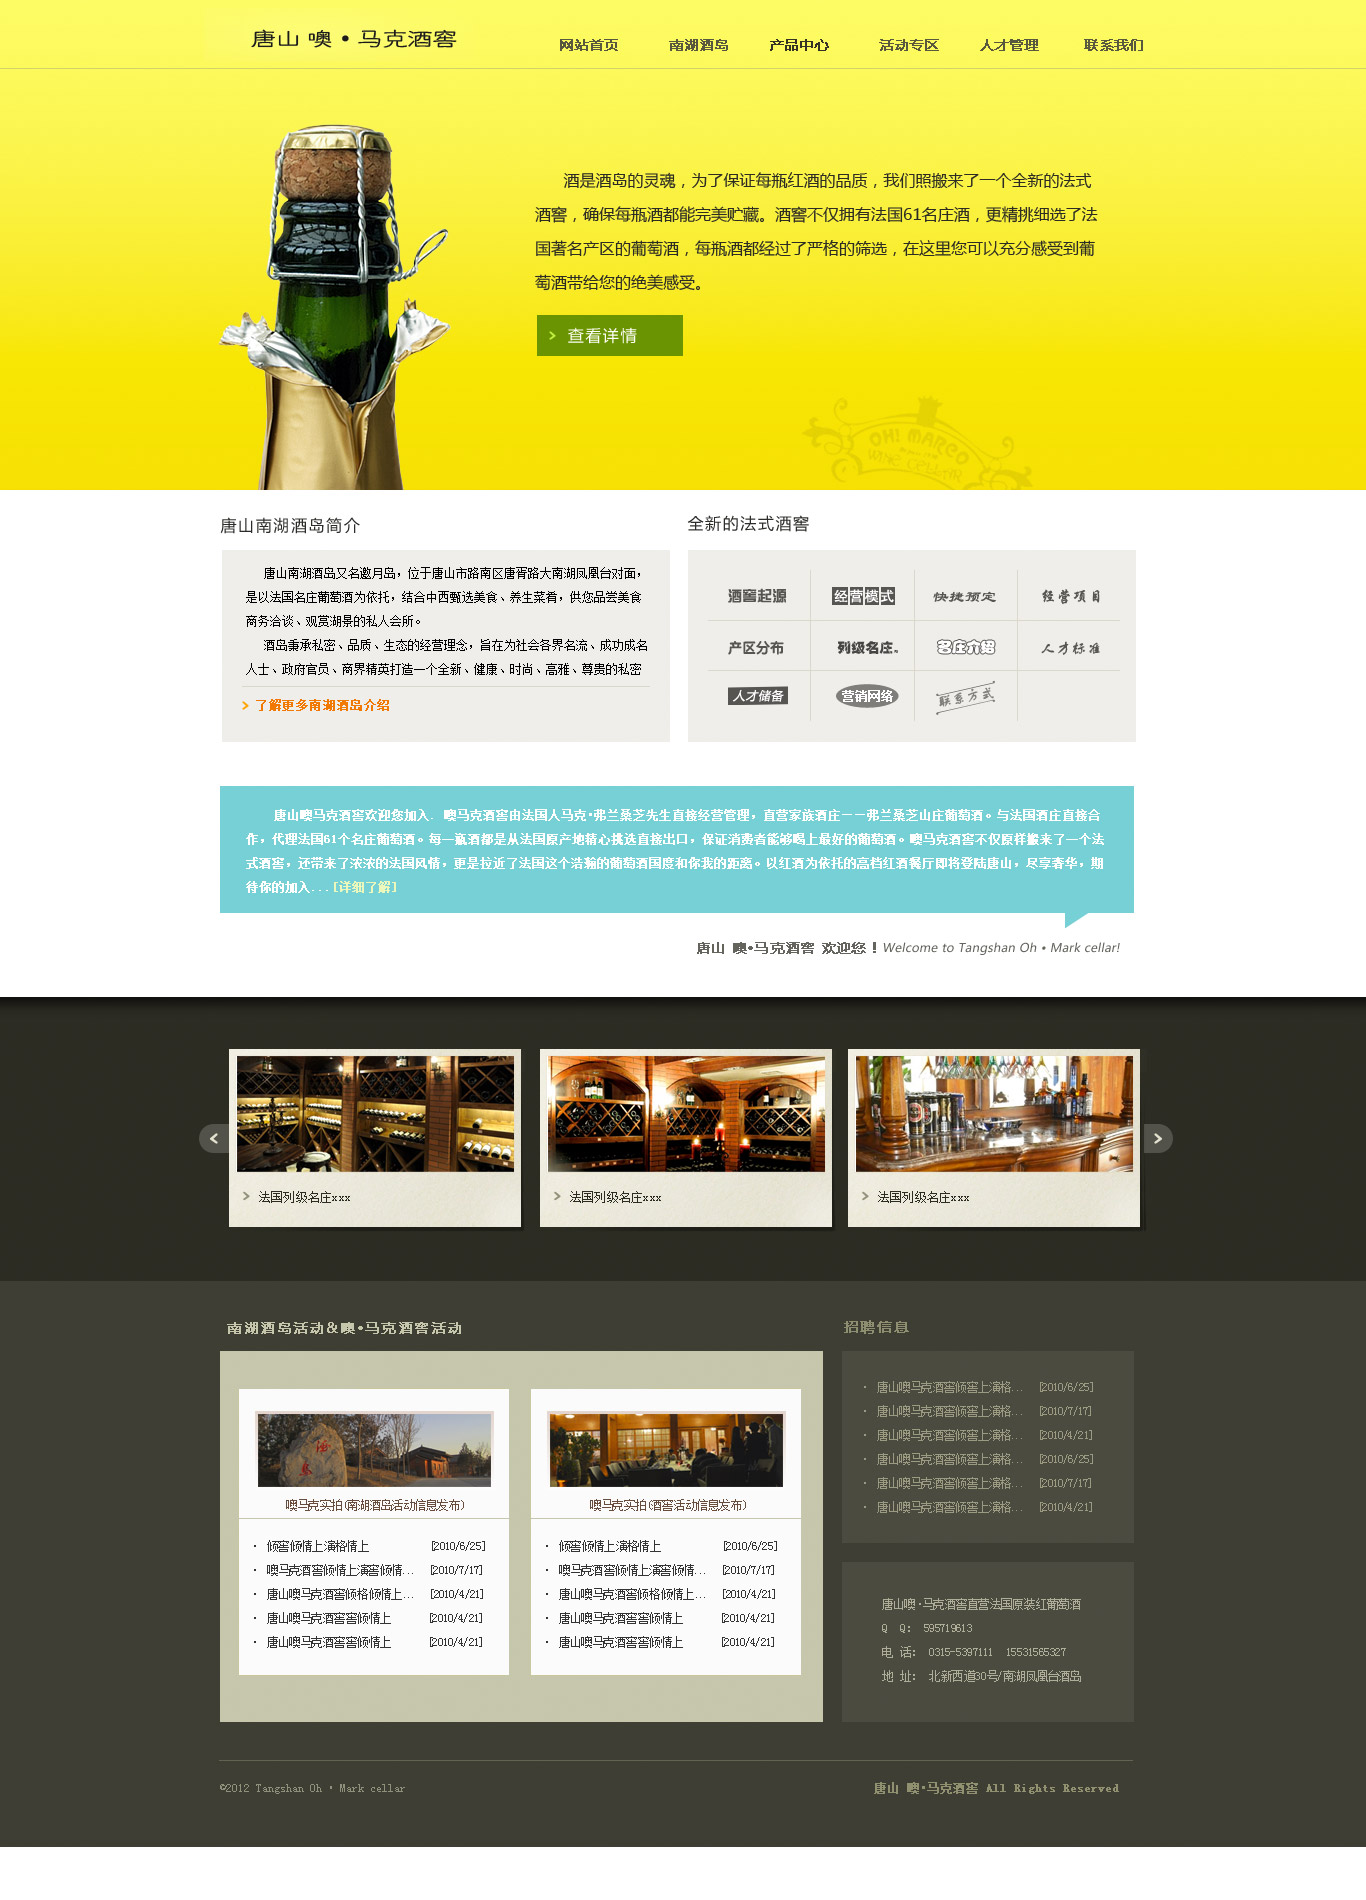 唐山 噢·马克酒窖
网站首页 南湖酒岛 产品中心 活动专区 人才管理 联系我们
酒是酒岛的灵魂，为了保证每瓶红酒的品质，我们照搬来了一个全新的法式
酒窖，确保每瓶酒都能完美贮藏。酒窖不仅拥有法国61名庄酒，更精挑细选了法
国著名产区的葡萄酒，每瓶酒都经过了严格的筛选，在这里您可以充分感受到葡
萄酒带给您的绝美感受。
查看详情
OH! MARCO
WINE CELLAR
唐山南湖酒岛简介
唐山南湖酒岛又名邀月岛，位于唐山市路南区唐胥路大南湖凤凰台对面，
是以法国名庄葡萄酒为依托，结合中西甄选美食、养生菜肴，供您品尝美食
商务洽谈、观赏湖景的私人会所。
酒岛秉承私密、品质、生态的经营理念，旨在为社会各界名流、成功成名
人士、政府官员、商界精英打造一个全新、健康、时尚、高雅、尊贵的私密
了解更多南湖酒岛介绍
全新的法式酒窖
酒窖起源 经营模式 快捷预定 经营项目
产区分布 列级名庄。 名庄介绍 人才标准
人才储备 营销网络 联系方式
唐山噢马克酒窖欢迎您加入. 噢马克酒窖由法国人马克·弗兰桑芝先生直接经营管理，直营家族酒庄——弗兰桑芝山庄葡萄酒。与法国酒庄直接合
作，代理法国61个名庄葡萄酒。每一瓶酒都是从法国原产地精心挑选直接出口，保证消费者能够喝上最好的葡萄酒。噢马克酒窖不仅原样搬来了一个法
式酒窖，还带来了浓浓的法国风情，更是拉近了法国这个浩瀚的葡萄酒国度和你我的距离。以红酒为依托的高档红酒餐厅即将登陆唐山，尽享奢华，期
待你的加入...[详细了解]
唐山 噢·马克酒窖 欢迎您！Welcome to Tangshan Oh • Mark cellar!
法国列级名庄xxx
法国列级名庄xxx
法国列级名庄xxx
南湖酒岛活动&噢·马克酒窖活动
噢马克实拍(南湖酒岛活动信息发布)
· 倾窖倾情上演格情上 [2010/6/25]
· 噢马克酒窖倾情上演窖倾情... [2010/7/17]
· 唐山噢马克酒窖倾格倾情上... [2010/4/21]
· 唐山噢马克酒窖窖倾情上 [2010/4/21]
· 唐山噢马克酒窖窖倾情上 [2010/4/21]
噢马克实拍(酒窖活动信息发布)
· 倾窖倾情上演格情上 [2010/6/25]
· 噢马克酒窖倾情上演窖倾情... [2010/7/17]
· 唐山噢马克酒窖倾格倾情上... [2010/4/21]
· 唐山噢马克酒窖窖倾情上 [2010/4/21]
· 唐山噢马克酒窖窖倾情上 [2010/4/21]
招聘信息
· 唐山噢马克酒窖倾窖上演格... [2010/6/25]
· 唐山噢马克酒窖倾窖上演格... [2010/7/17]
· 唐山噢马克酒窖倾窖上演格... [2010/4/21]
· 唐山噢马克酒窖倾窖上演格... [2010/6/25]
· 唐山噢马克酒窖倾窖上演格... [2010/7/17]
· 唐山噢马克酒窖倾窖上演格... [2010/4/21]
唐山噢·马克酒窖直营法国原装红葡萄酒
Q Q: 595719613
电 话: 0315-5397111 15531565327
地 址: 北新西道30号/南湖凤凰台酒岛
©2012 Tangshan Oh • Mark cellar
唐山 噢·马克酒窖 All Rights Reserved